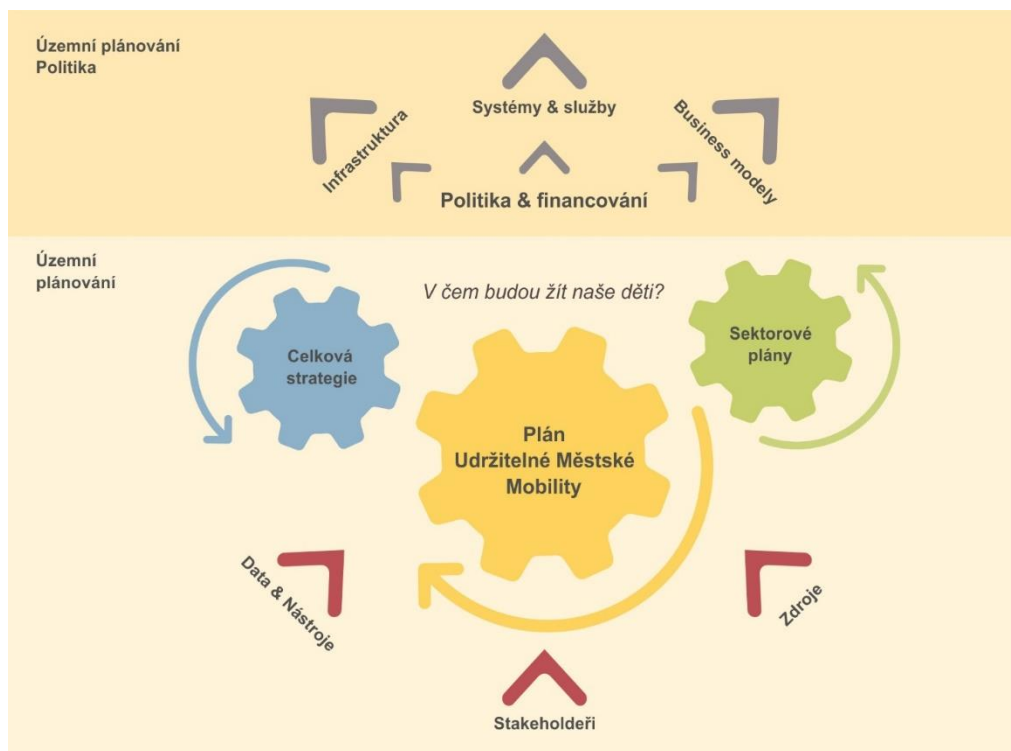 Územní plánování
Politika
Systémy & služby
Infrastruktura
Business modely
Politika & financování
Územní
plánování
V čem budou žít naše děti?
Celková
strategie
Sektorové
plány
Plán
Udržitelné Městské
Mobility
Data & Nástroje
Zdroje
Stakeholdeři